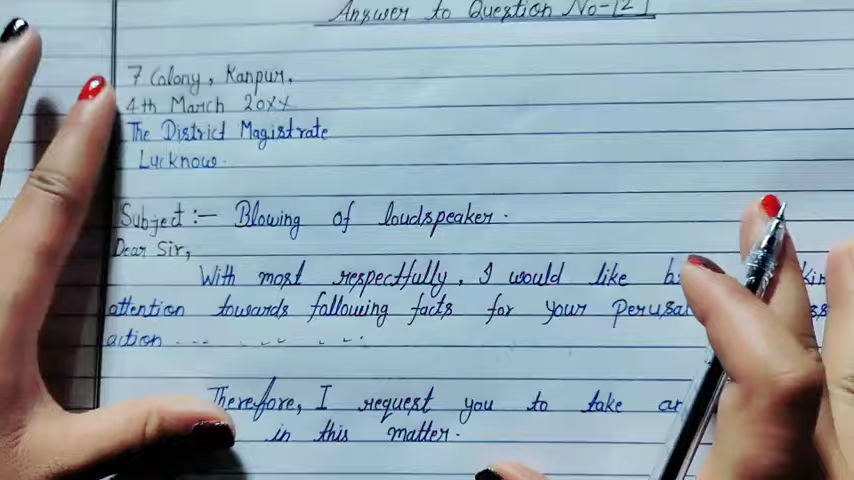 Answer to Question No-[2]
7 Colony, Kanpur,
4th March 20xx
The District Magistrate
Lucknow.
Subject :- Blowing of loudspeaker.
Dear Sir,
With most respectfully, I would like
attention towards following facts for your
action
Therefore, I request you to take
in this matter.